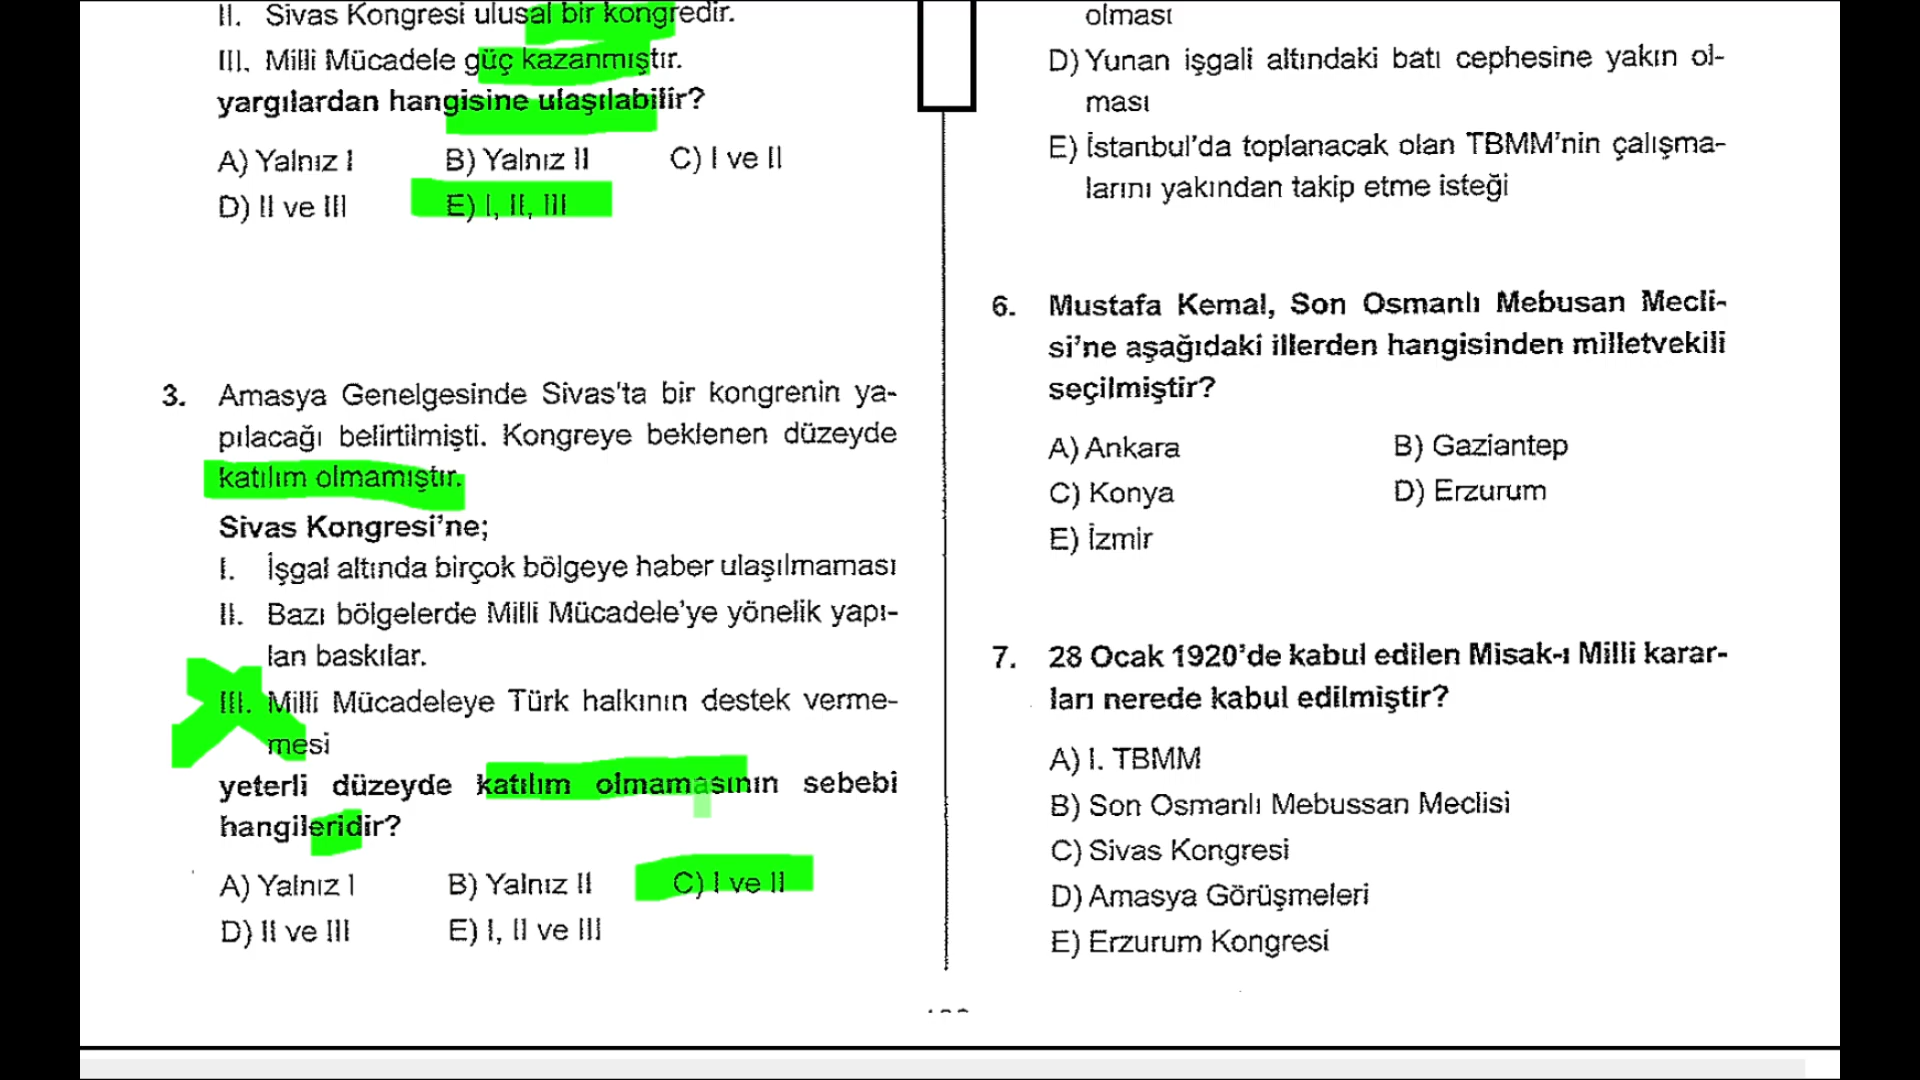 II. Sivas Kongresi ulusal bir kongredir.
III. Milli Mücadele güç kazanmıştır.
yargılardan hangisine ulaşılabilir?
A) Yalnız I B) Yalnız II C) I ve II
D) II ve III E) I, II, III
3. Amasya Genelgesinde Sivas'ta bir kongrenin ya-
pılacağı belirtilmişti. Kongreye beklenen düzeyde
katılım olmamıştır.
Sivas Kongresi'ne;
I. İşgal altında birçok bölgeye haber ulaşılmaması
II. Bazı bölgelerde Milli Mücadele'ye yönelik yapı-
lan baskılar.
III. Milli Mücadeleye Türk halkının destek verme-
mesi
yeterli düzeyde katılım olmamasının sebebi
hangileridir?
A) Yalnız I B) Yalnız II C) I ve II
D) II ve III E) I, II ve III
olması
D) Yunan işgali altındaki batı cephesine yakın ol-
ması
E) İstanbul'da toplanacak olan TBMM'nin çalışma-
larını yakından takip etme isteği
6. Mustafa Kemal, Son Osmanlı Mebusan Mecli-
si'ne aşağıdaki illerden hangisinden milletvekili
seçilmiştir?
A) Ankara B) Gaziantep
C) Konya D) Erzurum
E) İzmir
7. 28 Ocak 1920'de kabul edilen Misak-ı Milli karar-
ları nerede kabul edilmiştir?
A) I. TBMM
B) Son Osmanlı Mebussan Meclisi
C) Sivas Kongresi
D) Amasya Görüşmeleri
E) Erzurum Kongresi